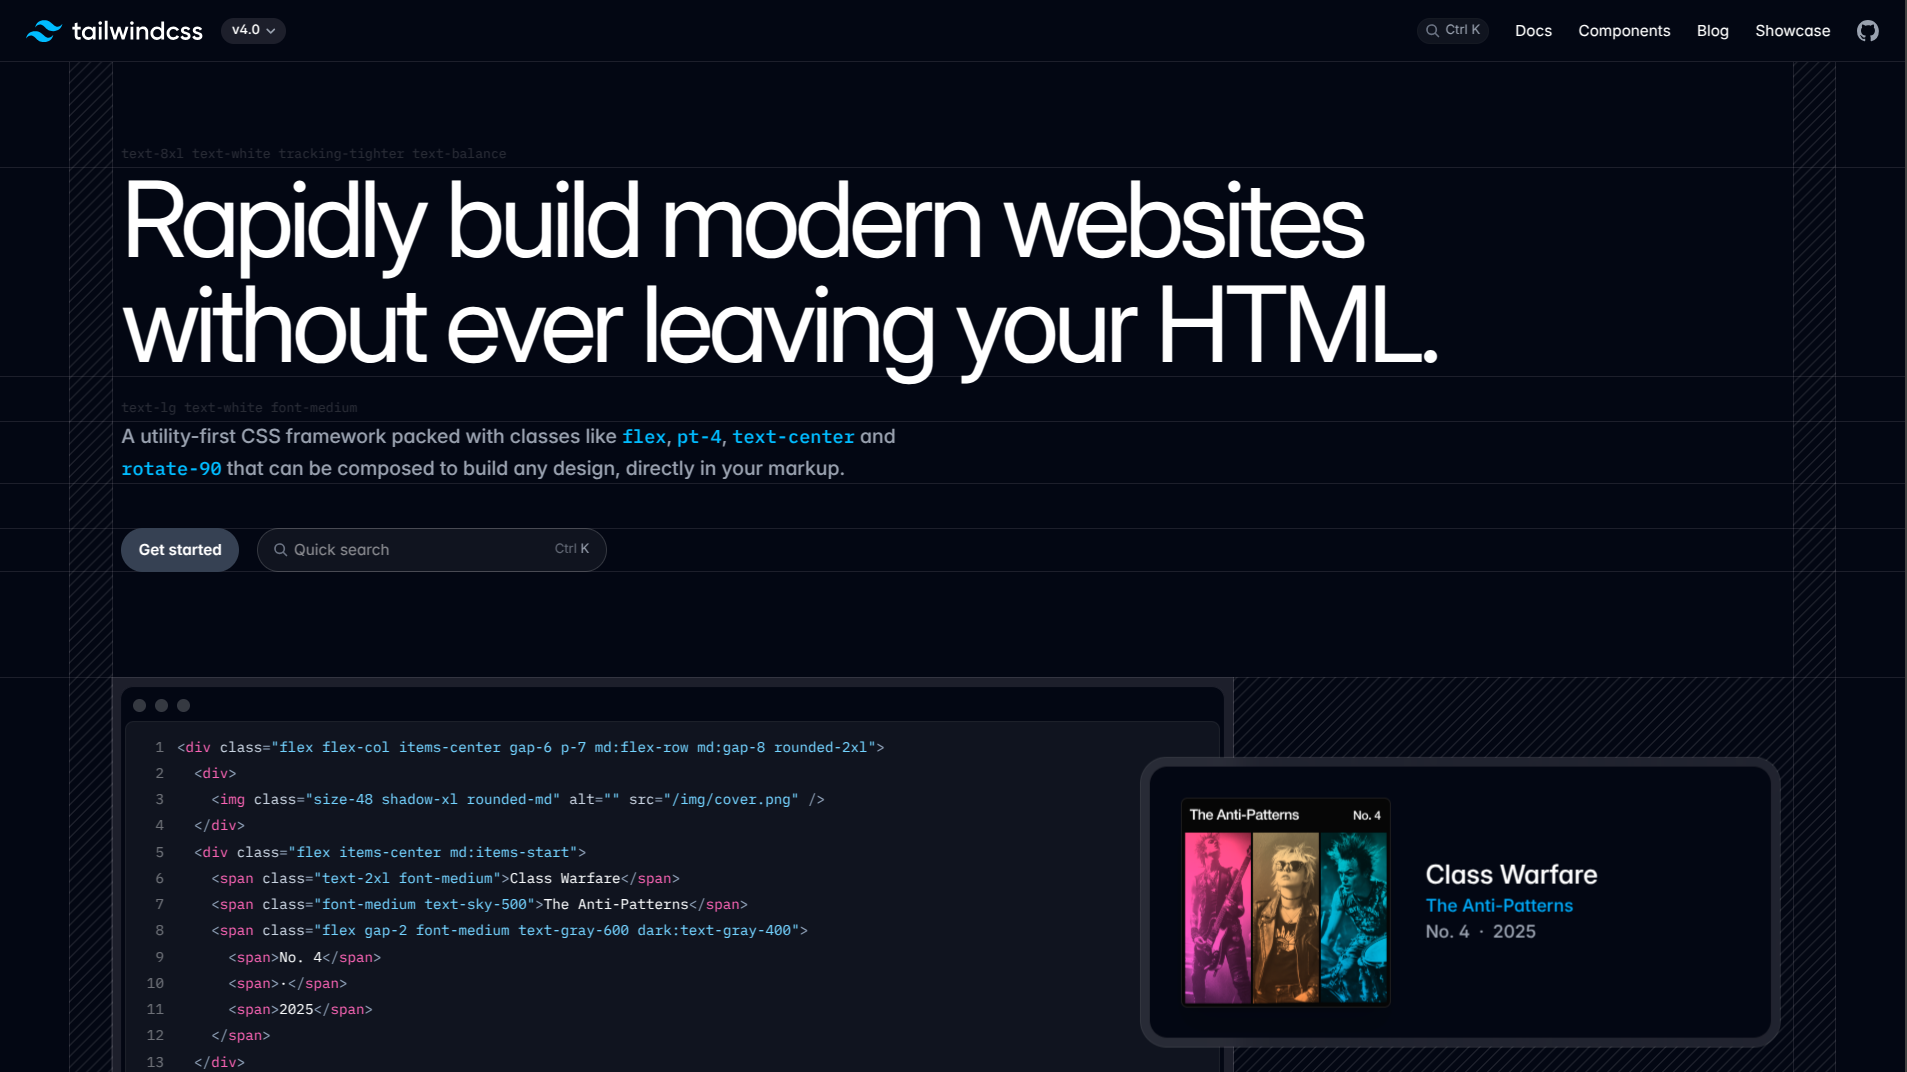 tailwindcss
v4.0
Ctrl K
Docs
Components
Blog
Showcase
text-8xl text-white tracking-tighter text-balance
Rapidly build modern websites
without ever leaving your HTML.
text-lg text-white font-medium
A utility-first CSS framework packed with classes like flex, pt-4, text-center and
rotate-90 that can be composed to build any design, directly in your markup.
Get started
Quick search
Ctrl K
1 <div class="flex flex-col items-center gap-6 p-7 md:flex-row md:gap-8 rounded-2xl">
2 <div>
3 <img class="size-48 shadow-xl rounded-md" alt="" src="/img/cover.png" />
4 </div>
5 <div class="flex items-center md:items-start">
6 <span class="text-2xl font-medium">Class Warfare</span>
7 <span class="font-medium text-sky-500">The Anti-Patterns</span>
8 <span class="flex gap-2 font-medium text-gray-600 dark:text-gray-400">
9 <span>No. 4</span>
10 <span>·</span>
11 <span>2025</span>
12 </span>
13 </div>
The Anti-Patterns
No. 4
Class Warfare
The Anti-Patterns
No. 4 · 2025